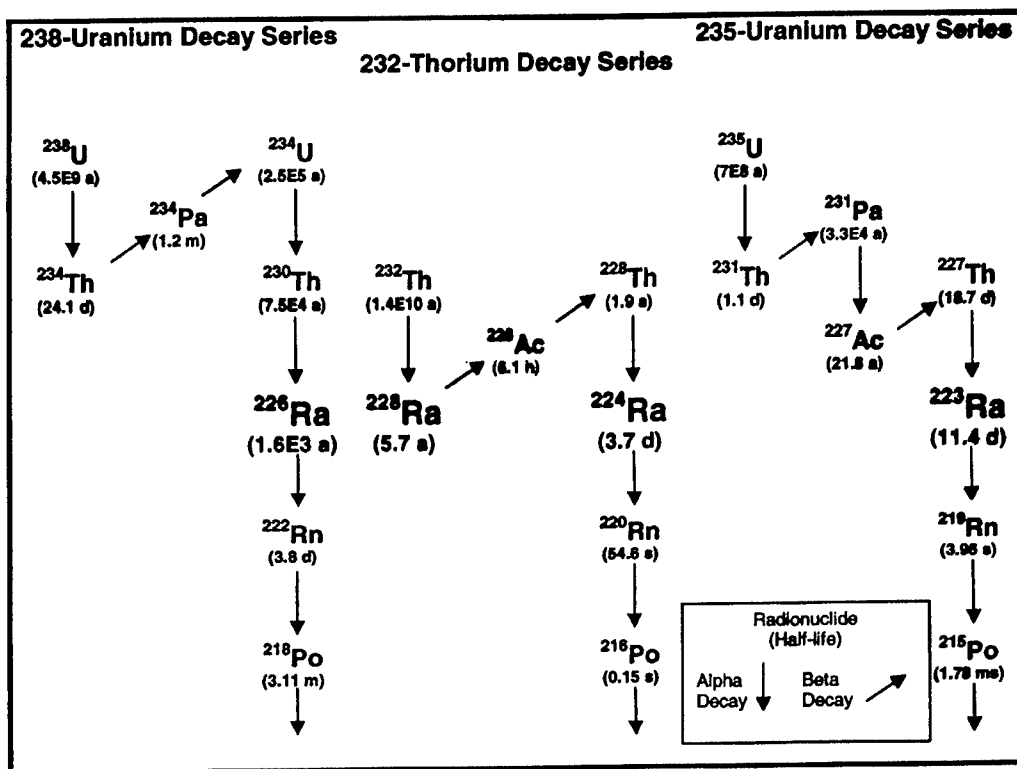 238-Uranium Decay Series
235-Uranium Decay Series
232-Thorium Decay Series
238U
(4.5E9 a)
234Pa
(1.2 m)
234Th
(24.1 d)
234U
(2.5E5 a)
230Th
(7.5E4 a)
226Ra
(1.6E3 a)
222Rn
(3.8 d)
218Po
(3.11 m)
232Th
(1.4E10 a)
228Ra
(5.7 a)
228Ac
(6.1 h)
228Th
(1.9 a)
224Ra
(3.7 d)
220Rn
(54.6 s)
216Po
(0.15 s)
235U
(7E8 a)
231Th
(1.1 d)
231Pa
(3.3E4 a)
227Ac
(21.8 a)
227Th
(18.7 d)
223Ra
(11.4 d)
219Rn
(3.96 s)
215Po
(1.78 ms)
Radionuclide
(Half-life)
Alpha
Decay
Beta
Decay